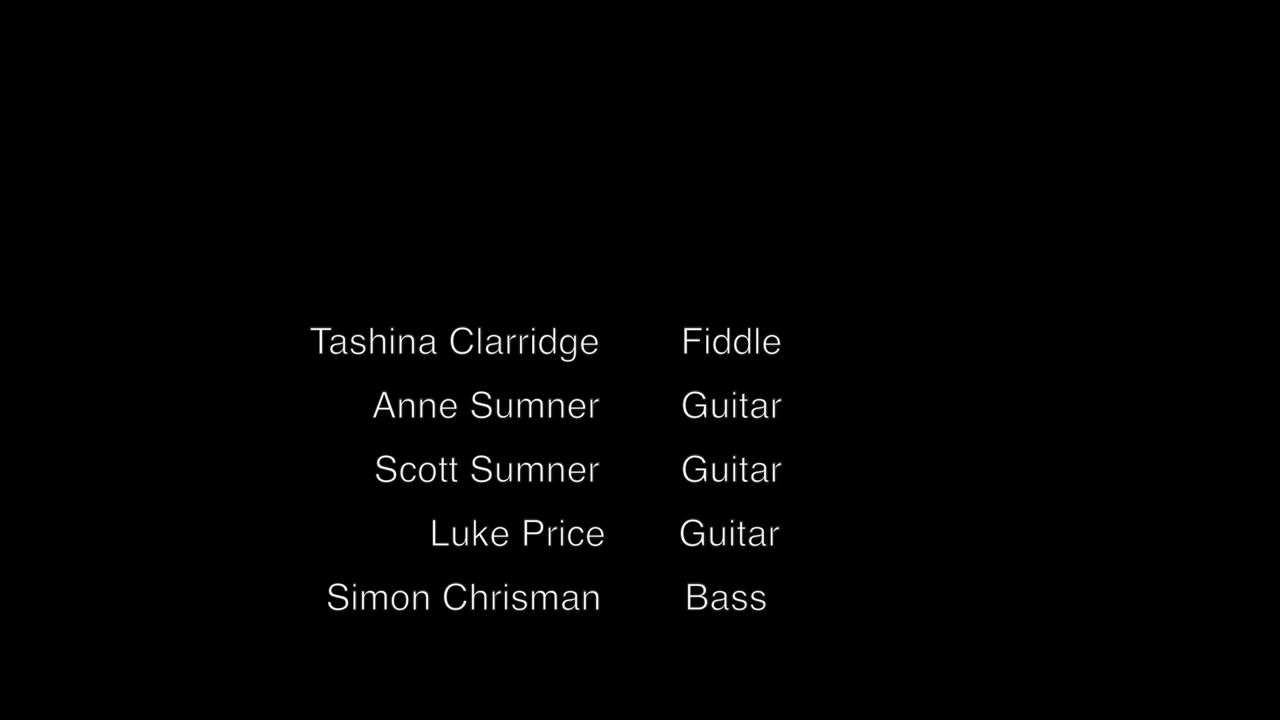 Tashina Clarridge Fiddle
Anne Sumner Guitar
Scott Sumner Guitar
Luke Price Guitar
Simon Chrisman Bass